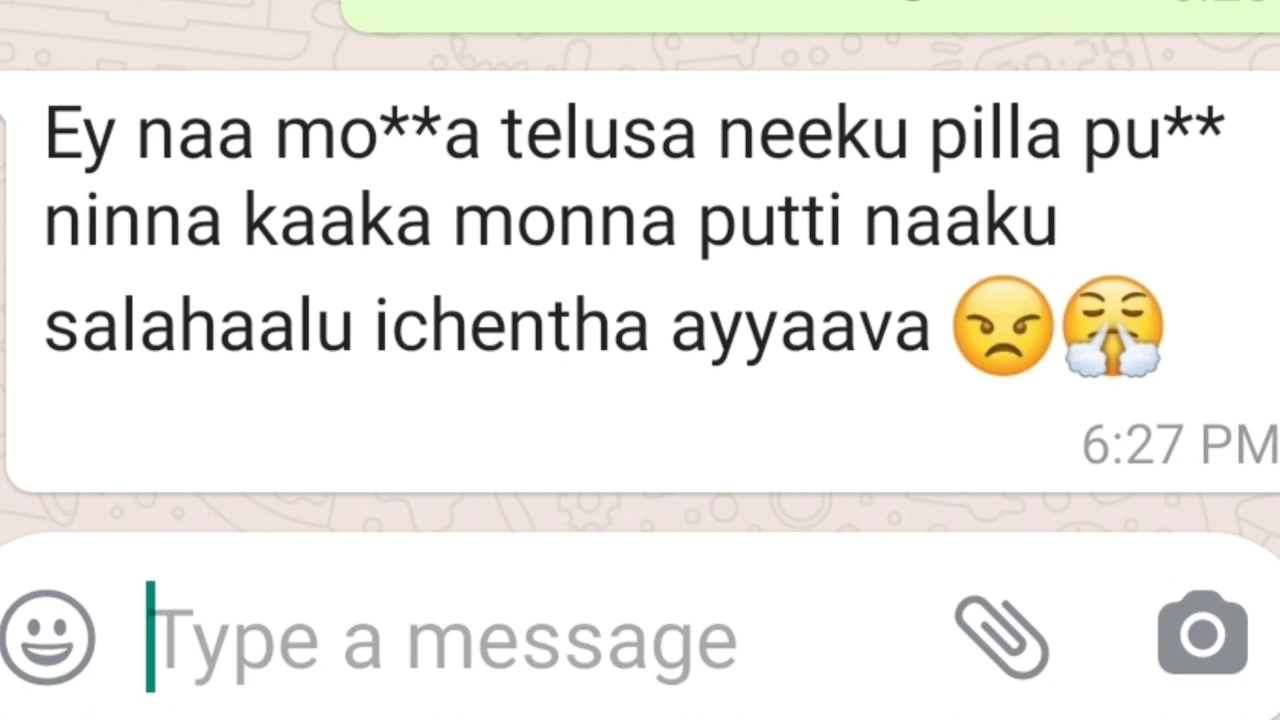 Ey naa mo**a telusa neeku pilla pu**
ninna kaaka monna putti naaku
salahaalu ichentha ayyaava 😠😤
6:27 PM
Type a message